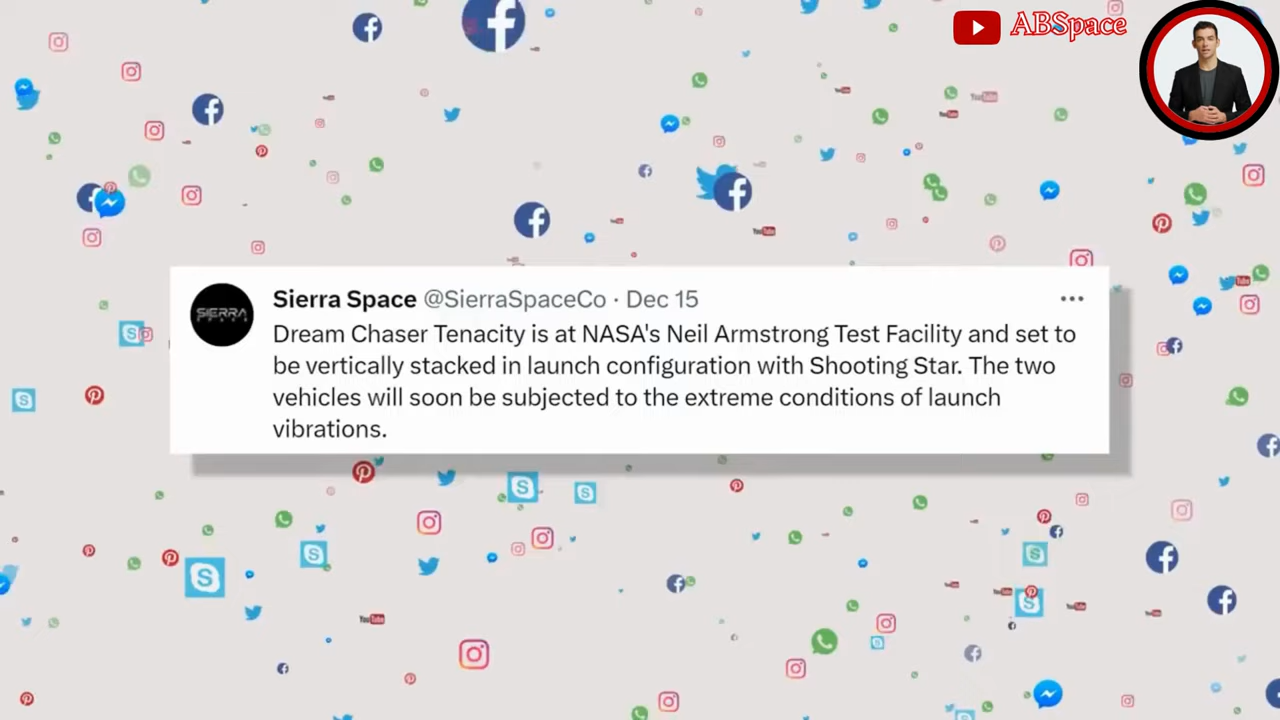 ABSpace
SIERRA
SPACE
Sierra Space @SierraSpaceCo · Dec 15
Dream Chaser Tenacity is at NASA's Neil Armstrong Test Facility and set to
be vertically stacked in launch configuration with Shooting Star. The two
vehicles will soon be subjected to the extreme conditions of launch
vibrations.